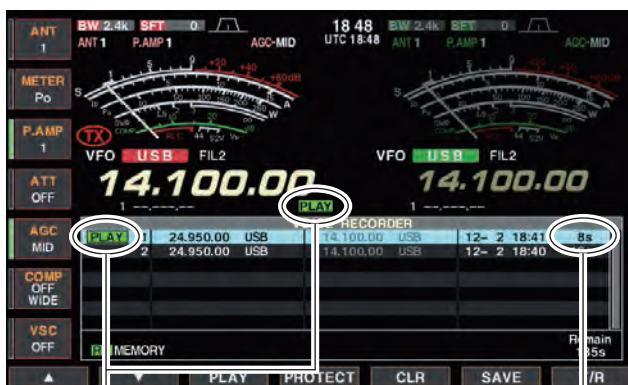 ANT
1
METER
Po
P.AMP
1
ATT
OFF
AGC
MID
COMP
OFF
WIDE
VSC
OFF
BW 2.4k SFT 0
18 48
BW 2.4k SFT 0
ANT 1 P.AMP 1 AGC-MID
UTC 18:48
ANT 1 P.AMP 1 AGC-MID
TX
VFO USB FIL2
VFO USB FIL2
14.100.00
14.100.00
1 --.---.--
PLAY
1 --.---.--
RECORDER
PLAY 1 24.950.00 USB 14.100.00 USB 12- 2 18:41 8s
2 24.950.00 USB 14.100.00 USB 12- 2 18:40
MEMORY
▲ ▼ PLAY PROTECT CLR SAVE